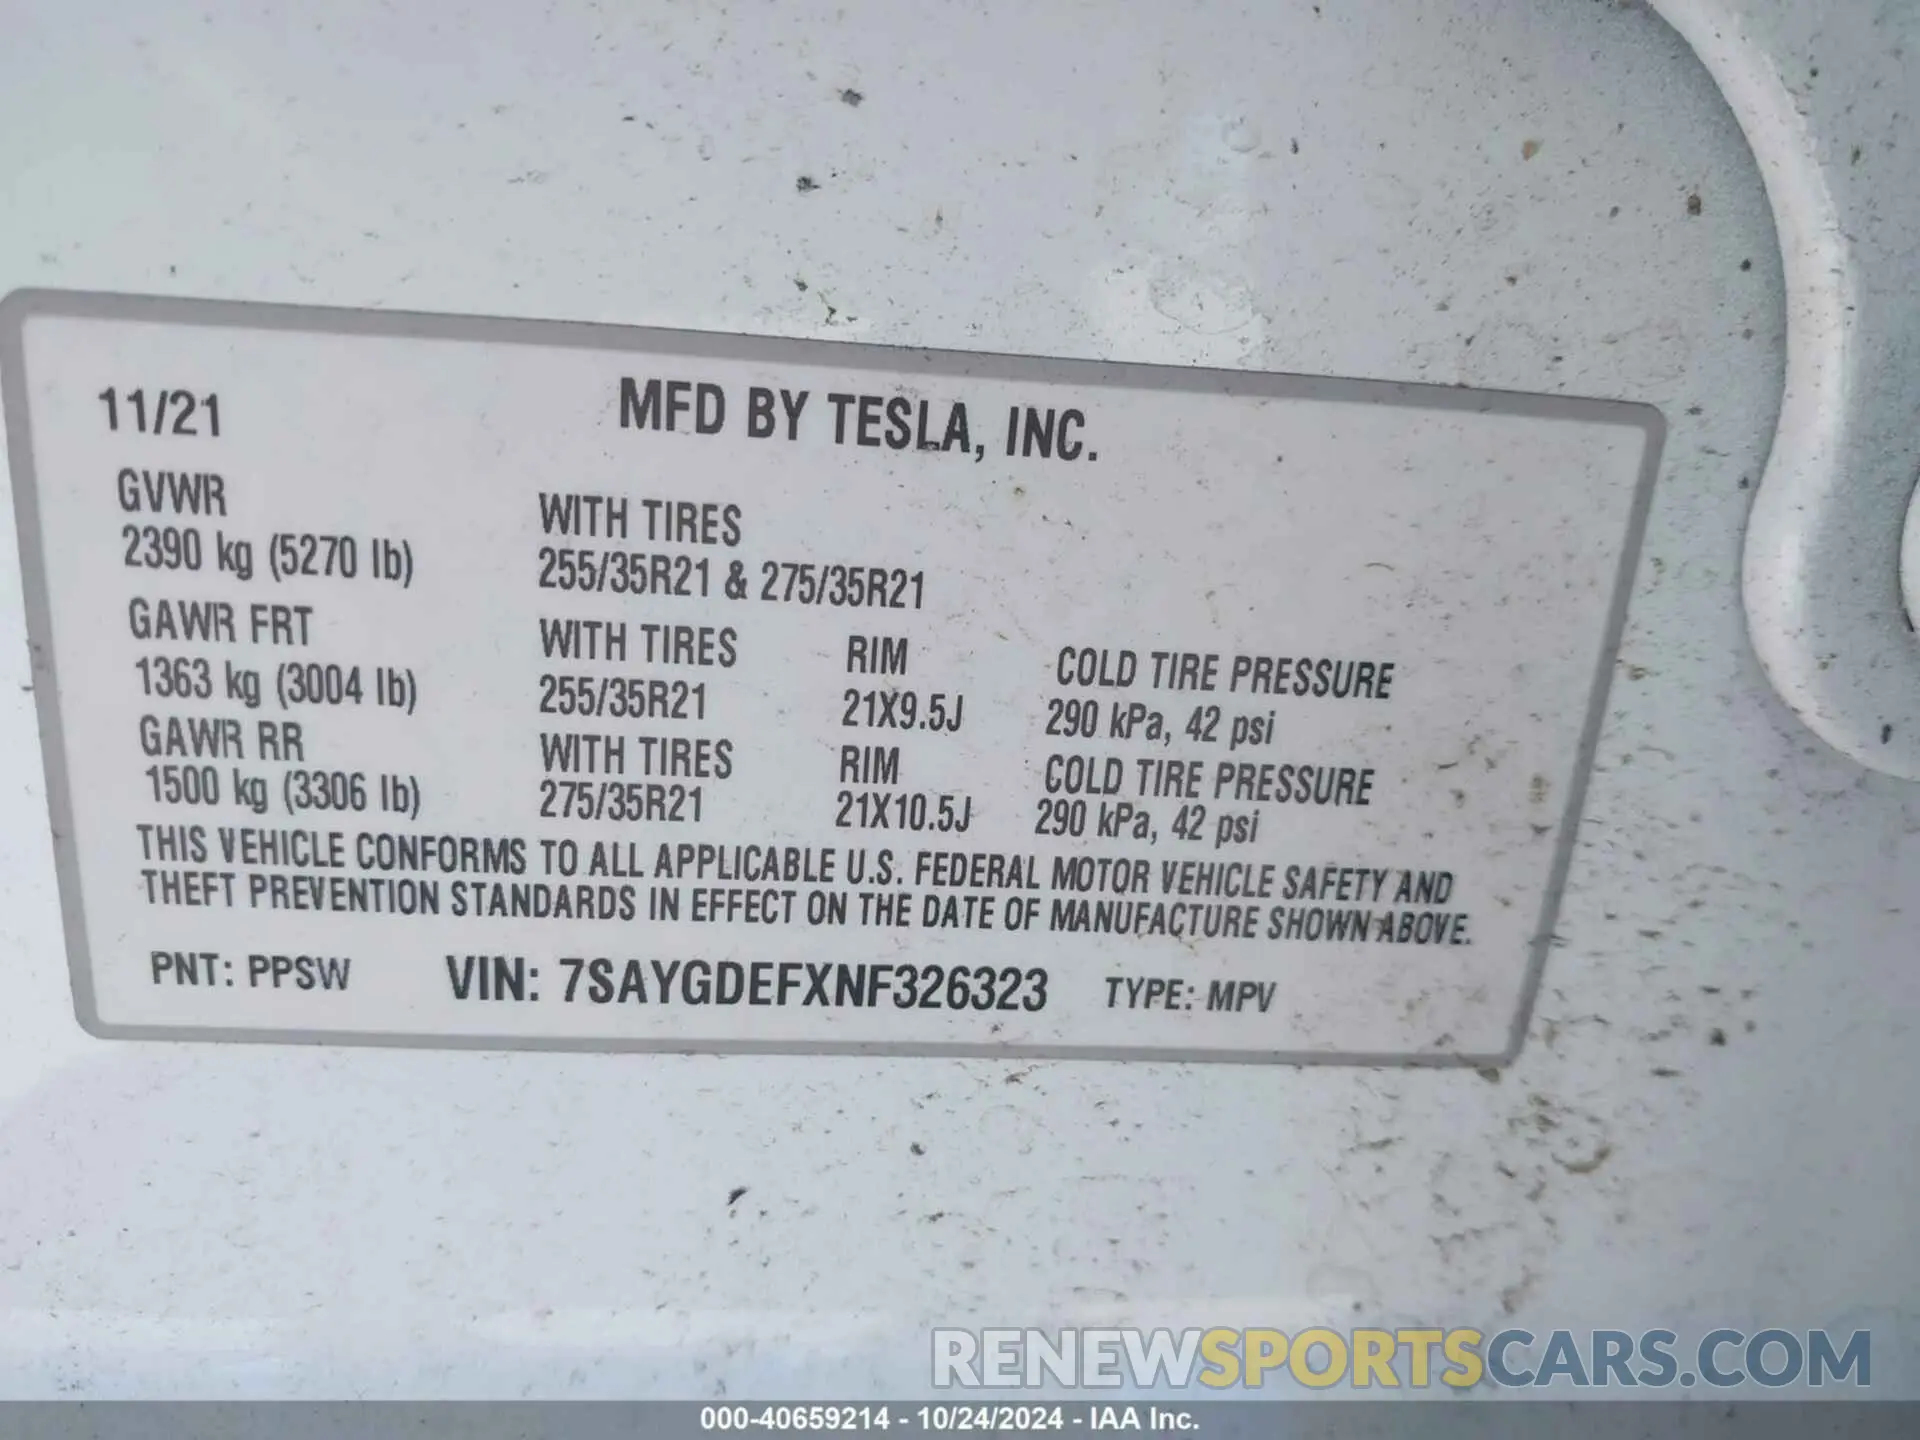 11/21 MFD BY TESLA, INC.
GVWR WITH TIRES
2390 kg (5270 lb) 255/35R21 & 275/35R21
GAWR FRT WITH TIRES RIM COLD TIRE PRESSURE
1363 kg (3004 lb) 255/35R21 21X9.5J 290 kPa, 42 psi
GAWR RR WITH TIRES RIM COLD TIRE PRESSURE
1500 kg (3306 lb) 275/35R21 21X10.5J 290 kPa, 42 psi
THIS VEHICLE CONFORMS TO ALL APPLICABLE U.S. FEDERAL MOTOR VEHICLE SAFETY AND
THEFT PREVENTION STANDARDS IN EFFECT ON THE DATE OF MANUFACTURE SHOWN ABOVE.
PNT: PPSW VIN: 7SAYGDEFXNF326323 TYPE: MPV
RENEWSPORTSCARS.COM
000-40659214 - 10/24/2024 - IAA Inc.